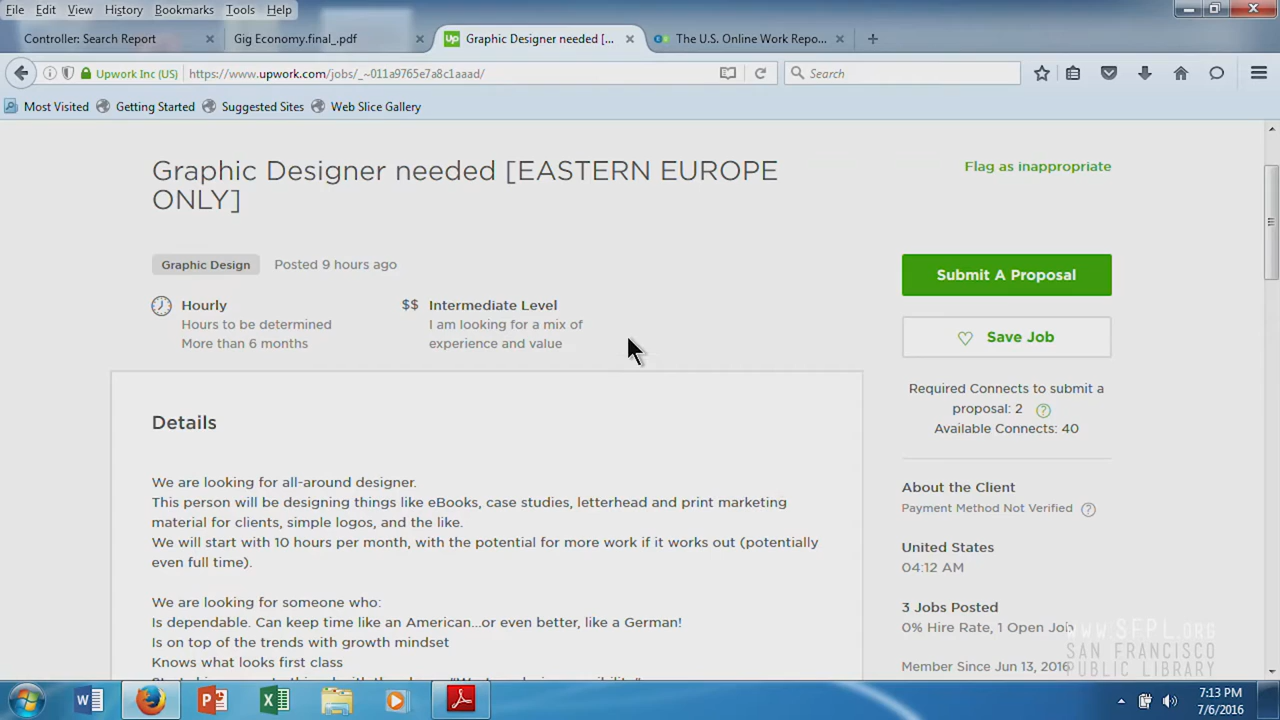 File Edit View History Bookmarks Tools Help
Controller: Search Report × Gig Economy.final_.pdf × Up Graphic Designer needed [... × The U.S. Online Work Repo... × +
Upwork Inc (US) https://www.upwork.com/jobs/_~011a9765e7a8c1aaad/ Search
Most Visited Getting Started Suggested Sites Web Slice Gallery
Graphic Designer needed [EASTERN EUROPE
ONLY]
Flag as inappropriate
Graphic Design Posted 9 hours ago
Submit A Proposal
Hourly
Hours to be determined
More than 6 months
$$ Intermediate Level
I am looking for a mix of
experience and value
Save Job
Required Connects to submit a
proposal: 2 ?
Available Connects: 40
Details
We are looking for all-around designer.
This person will be designing things like eBooks, case studies, letterhead and print marketing
material for clients, simple logos, and the like.
We will start with 10 hours per month, with the potential for more work if it works out (potentially
even full time).
We are looking for someone who:
Is dependable. Can keep time like an American...or even better, like a German!
Is on top of the trends with growth mindset
Knows what looks first class
About the Client
Payment Method Not Verified ?
United States
04:12 AM
3 Jobs Posted
0% Hire Rate, 1 Open Job
Member Since Jun 13, 2016
WWW.SFPL.ORG
SAN FRANCISCO
PUBLIC LIBRARY
7:13 PM
7/6/2016